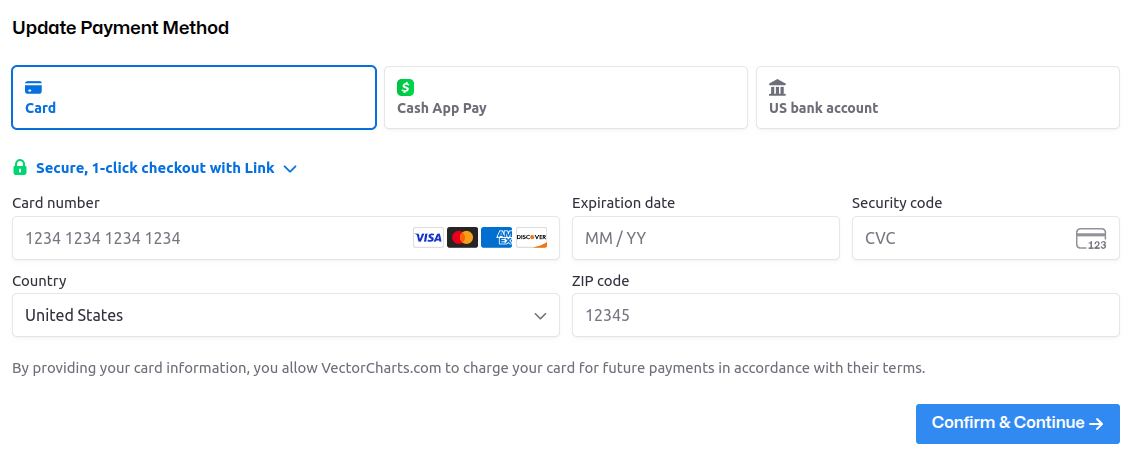 Update Payment Method
Card
Cash App Pay
US bank account
Secure, 1-click checkout with Link
Card number
Expiration date
Security code
1234 1234 1234 1234
VISA
AM
EX
DISCOVER
MM / YY
CVC
123
Country
ZIP code
United States
12345
By providing your card information, you allow VectorCharts.com to charge your card for future payments in accordance with their terms.
Confirm & Continue →